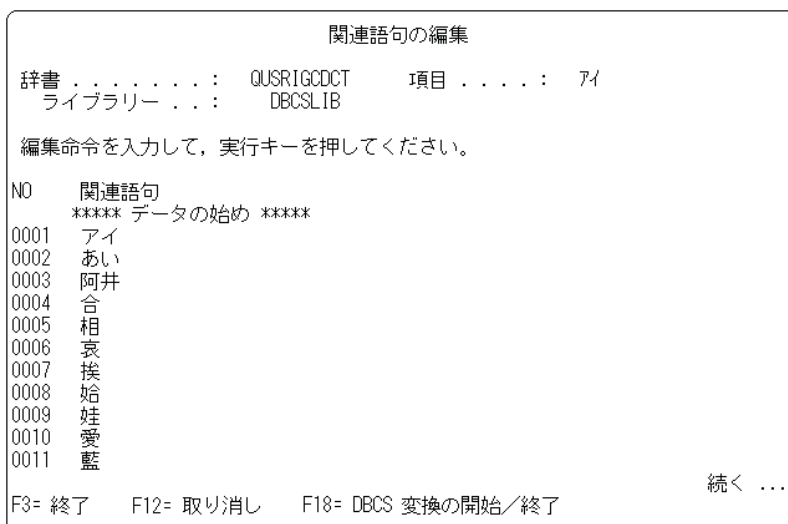 関連語句の編集
辞書 . . . . . . . : QUSRIGCDCT 項目 . . . . : ｱｲ
ライブラリー . . : DBCSLIB
編集命令を入力して，実行キーを押してください。
NO 関連語句
***** データの始め *****
0001 アイ
0002 あい
0003 阿井
0004 合
0005 相
0006 哀
0007 挨
0008 姶
0009 娃
0010 愛
0011 藍
続く ...
F3= 終了 F12= 取り消し F18= DBCS 変換の開始／終了